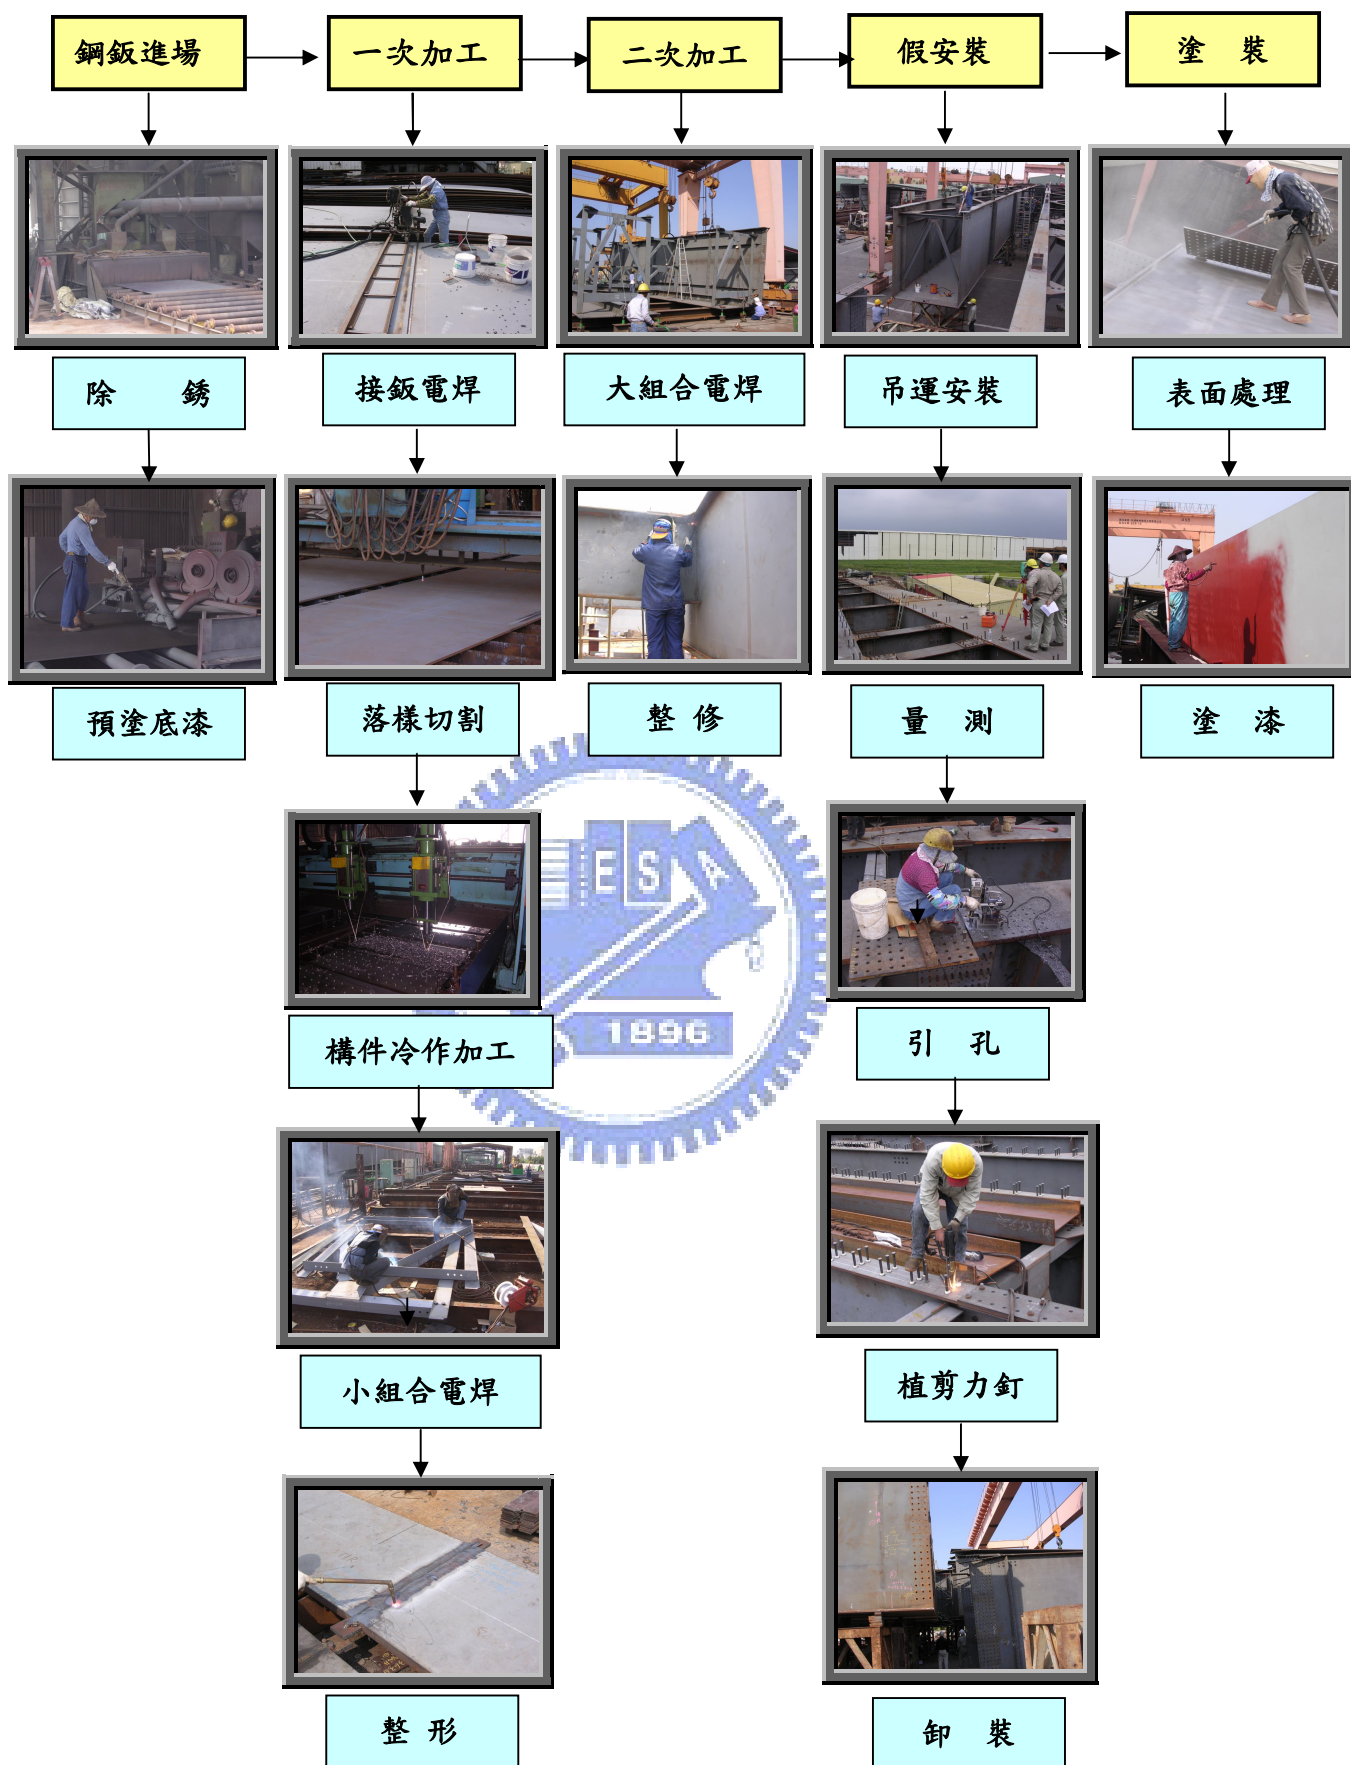 鋼鈑進場
一次加工
二次加工
假安裝
塗 裝
除 銹
接鈑電焊
大組合電焊
吊運安裝
表面處理
預塗底漆
落樣切割
整 修
量 測
塗 漆
E S A
構件冷作加工
1896
引 孔
小組合電焊
植剪力釘
整 形
卸 裝